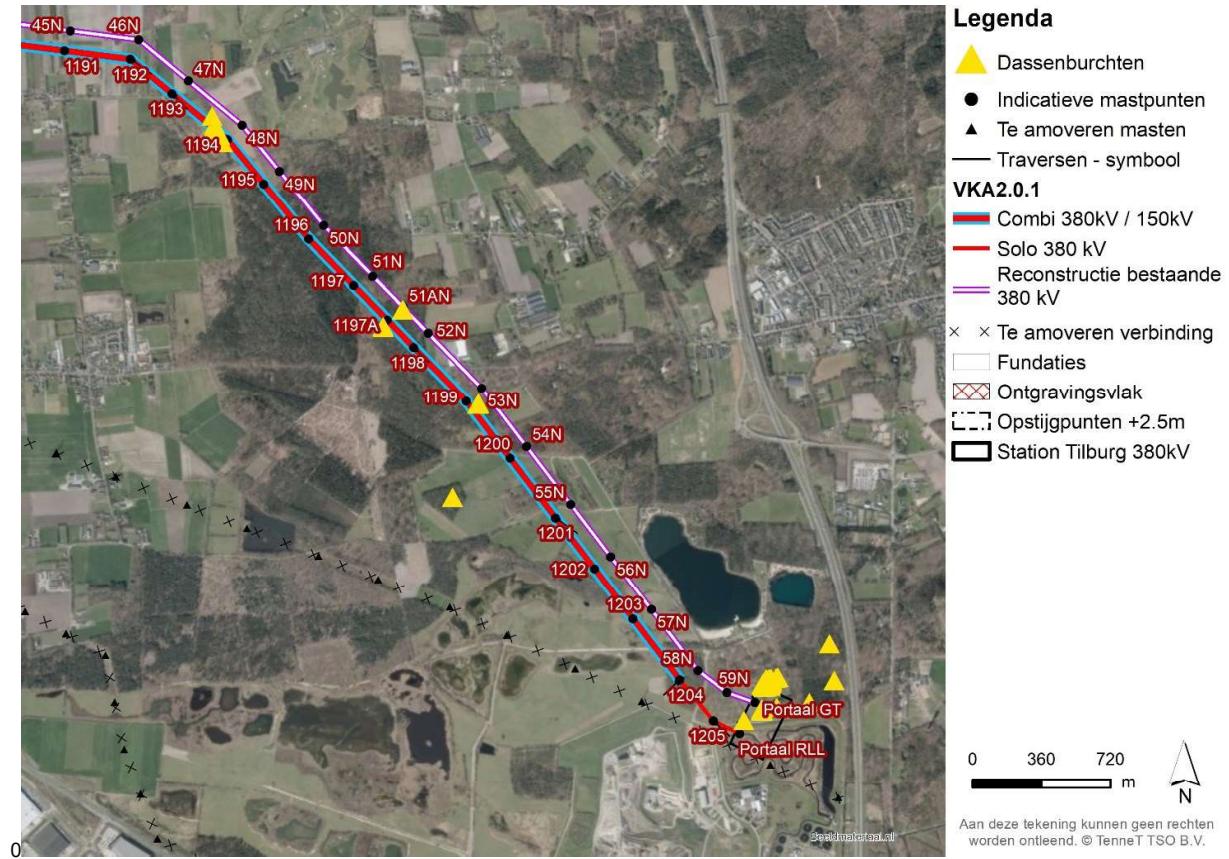 45N
46N
1191
1192
47N
1193
48N
1194
49N
1195
1196
50N
1197
51N
51AN
1197A
52N
1198
53N
1199
54N
1200
55N
1201
56N
1202
1203
57N
58N
59N
1204
Portaal GT
1205
Portaal RLL
Beeldmateriaal.nl
0
Legenda
Dassenburchten
Indicatieve mastpunten
Te amoveren masten
Traversen - symbool
VKA2.0.1
Combi 380kV / 150kV
Solo 380 kV
Reconstructie bestaande
380 kV
Te amoveren verbinding
Fundaties
Ontgravingsvlak
Opstijgpunten +2.5m
Station Tilburg 380kV
0 360 720
m
N
Aan deze tekening kunnen geen rechten
worden ontleend. © TenneT TSO B.V.